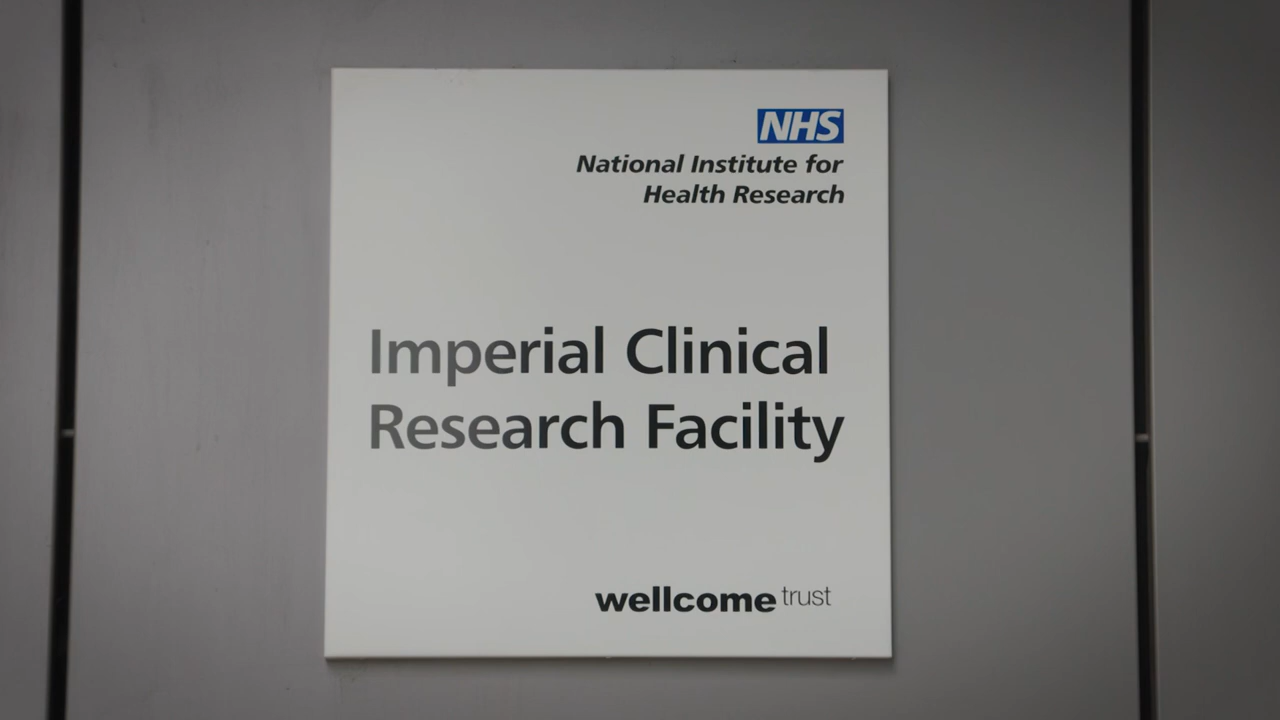 NHS
National Institute for
Health Research
Imperial Clinical
Research Facility
wellcome trust